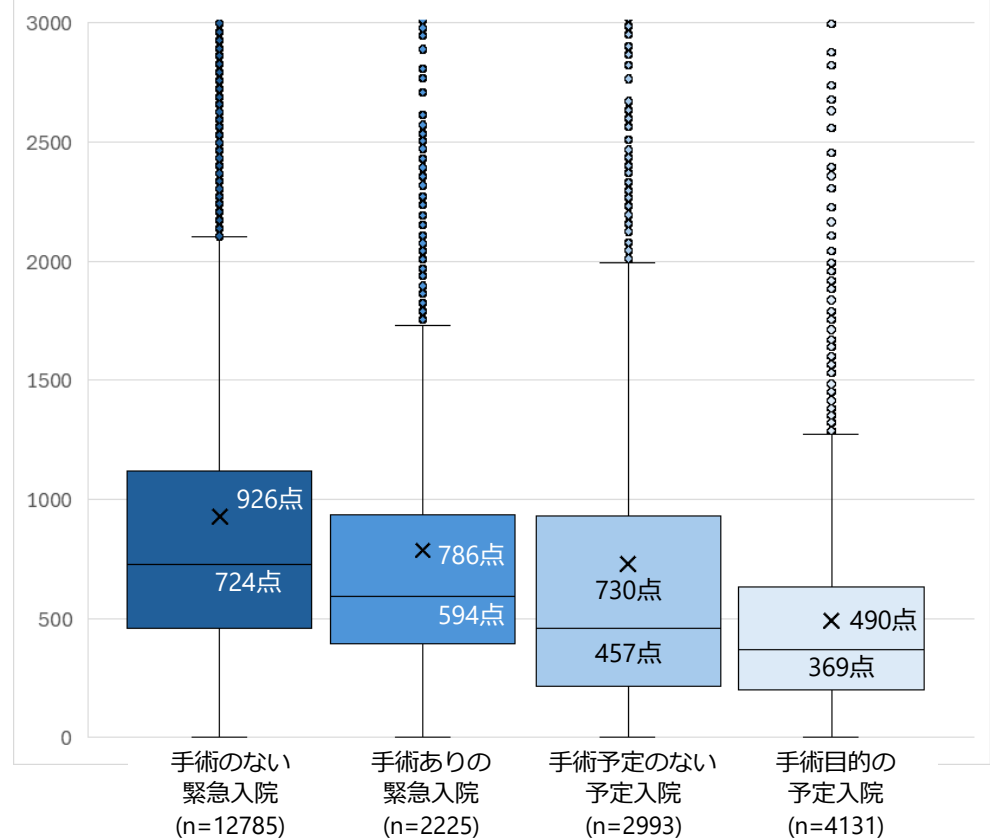 3000
2500
2000
1500
1000
500
0
926点
724点
786点
594点
730点
457点
490点
369点
手術のない
緊急入院
(n=12785)
手術ありの
緊急入院
(n=2225)
手術予定のない
予定入院
(n=2993)
手術目的の
予定入院
(n=4131)